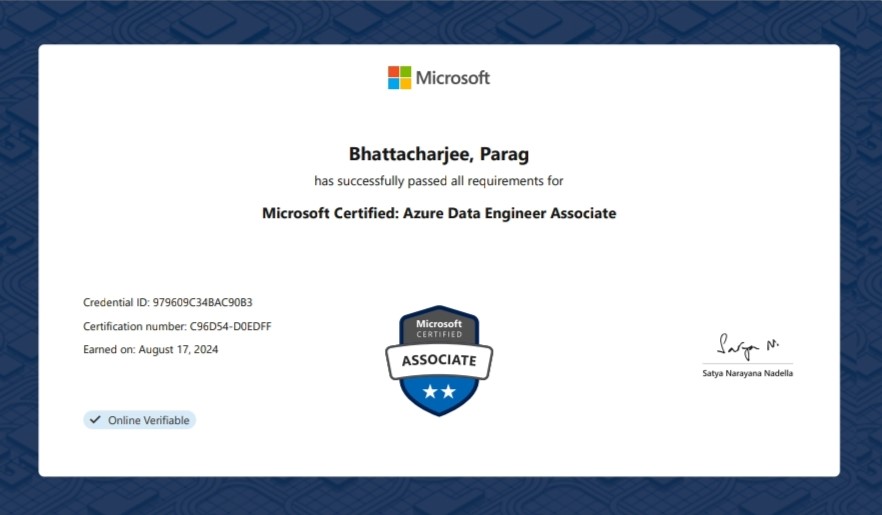 Microsoft
Bhattacharjee, Parag
has successfully passed all requirements for
Microsoft Certified: Azure Data Engineer Associate
Credential ID: 979609C34BAC90B3
Certification number: C96D54-D0EDFF
Earned on: August 17, 2024
Microsoft
CERTIFIED
ASSOCIATE
Satya N.
Satya Narayana Nadella
Online Verifiable